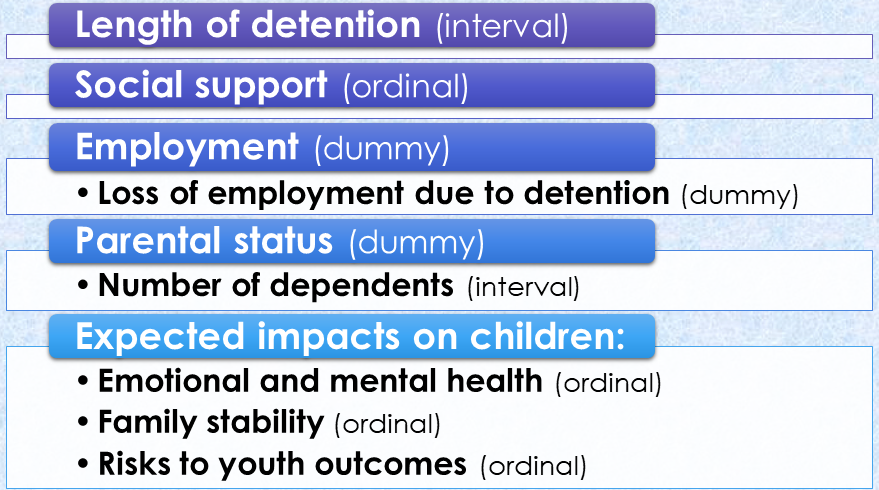 Length of detention (interval)
Social support (ordinal)
Employment (dummy)
• Loss of employment due to detention (dummy)
Parental status (dummy)
• Number of dependents (interval)
Expected impacts on children:
• Emotional and mental health (ordinal)
• Family stability (ordinal)
• Risks to youth outcomes (ordinal)